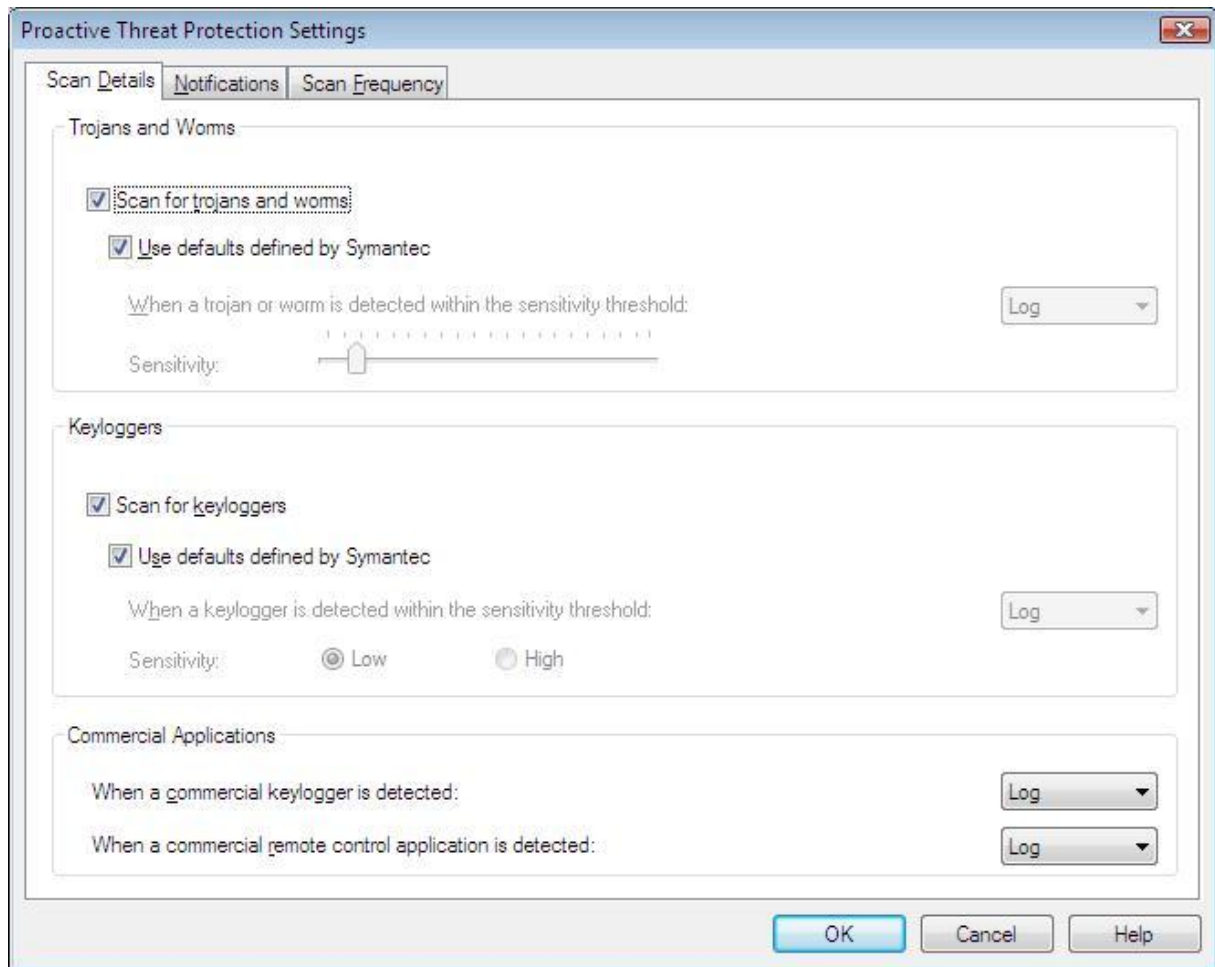 Proactive Threat Protection Settings
Scan Details
Notifications
Scan Frequency
Trojans and Worms
Scan for trojans and worms
Use defaults defined by Symantec
When a trojan or worm is detected within the sensitivity threshold:
Log
Sensitivity:
Keyloggers
Scan for keyloggers
Use defaults defined by Symantec
When a keylogger is detected within the sensitivity threshold:
Log
Sensitivity:
Low
High
Commercial Applications
When a commercial keylogger is detected:
Log
When a commercial remote control application is detected:
Log
OK
Cancel
Help